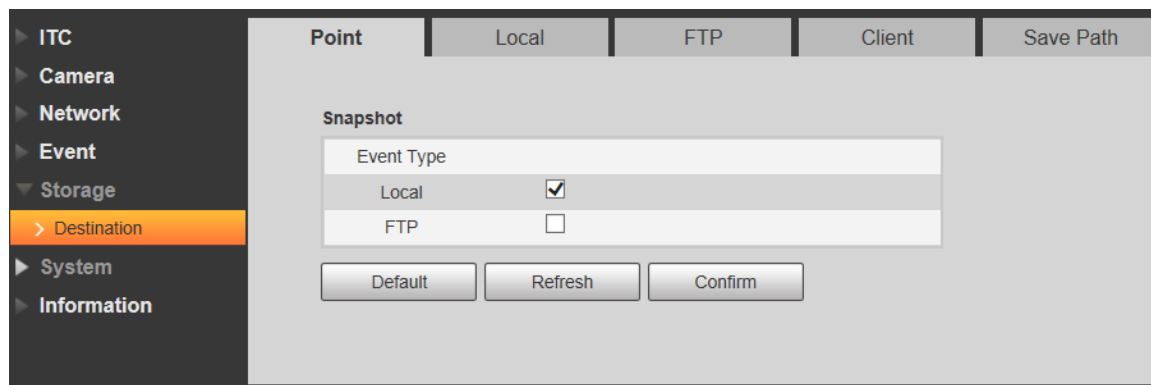 ITC
Camera
Network
Event
Storage
Destination
System
Information
Point Local FTP Client Save Path
Snapshot
Event Type
Local
FTP
Default Refresh Confirm